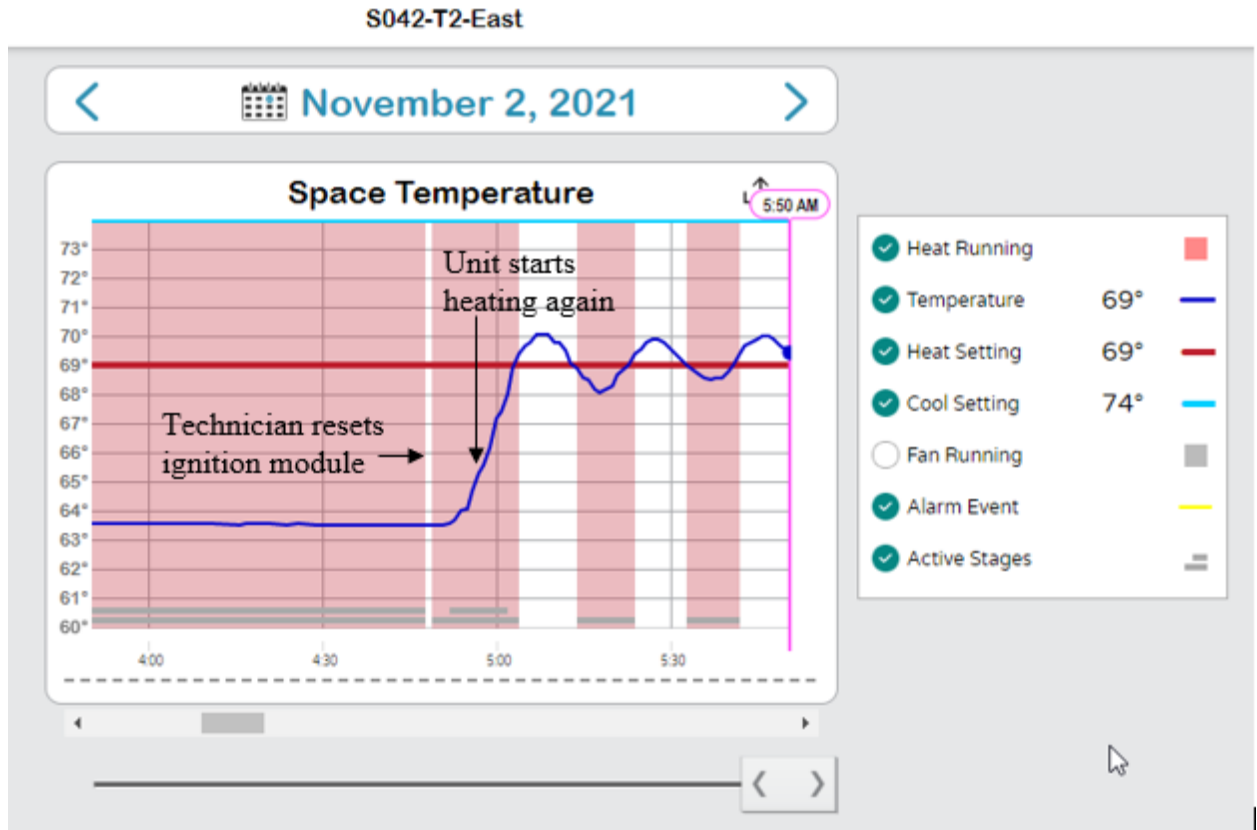 S042-T2-East
November 2, 2021
Space Temperature
5:50 AM
73°
72°
71°
70°
69°
68°
67°
66°
65°
64°
63°
62°
61°
60°
Unit starts
heating again
Technician resets
ignition module
4:00
4:30
5:00
5:30
Heat Running
Temperature 69°
Heat Setting 69°
Cool Setting 74°
Fan Running
Alarm Event
Active Stages